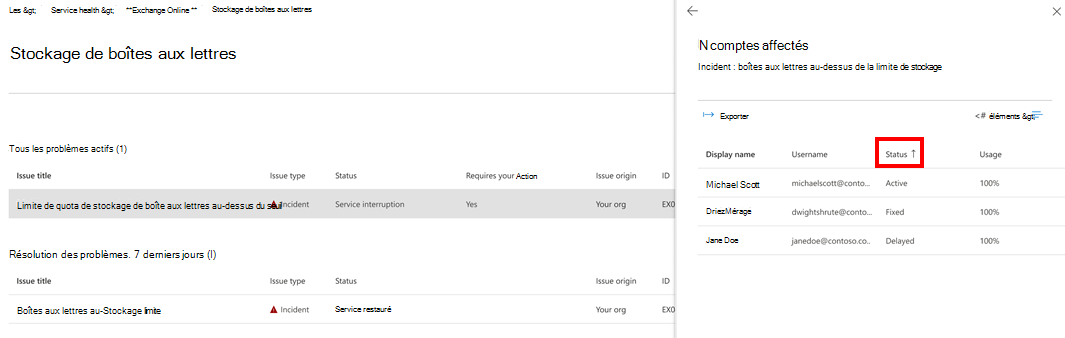 Les &gt; Service health &gt; **Exchange Online ** Stockage de boîtes aux lettres
Stockage de boîtes aux lettres
Tous les problèmes actifs (1)
Issue title Issue type Status Requires your Action Issue origin ID
Limite de quota de stockage de boîte aux lettres au-dessus du seuil Incident Service interruption Yes Your org EX0
Résolution des problèmes. 7 derniers jours (I)
Issue title Issue type Status Issue origin ID
Boîtes aux lettres au-Stockage limite Incident Service restauré Your org EX0
N comptes affectés
Incident : boîtes aux lettres au-dessus de la limite de stockage
Exporter <# éléments &gt;
Display name Username Status ↑ Usage
Michael Scott michaelscott@conto... Active 100%
DriezMérage dwightshrute@conto... Fixed 100%
Jane Doe janedoe@contoso.co.. Delayed 100%